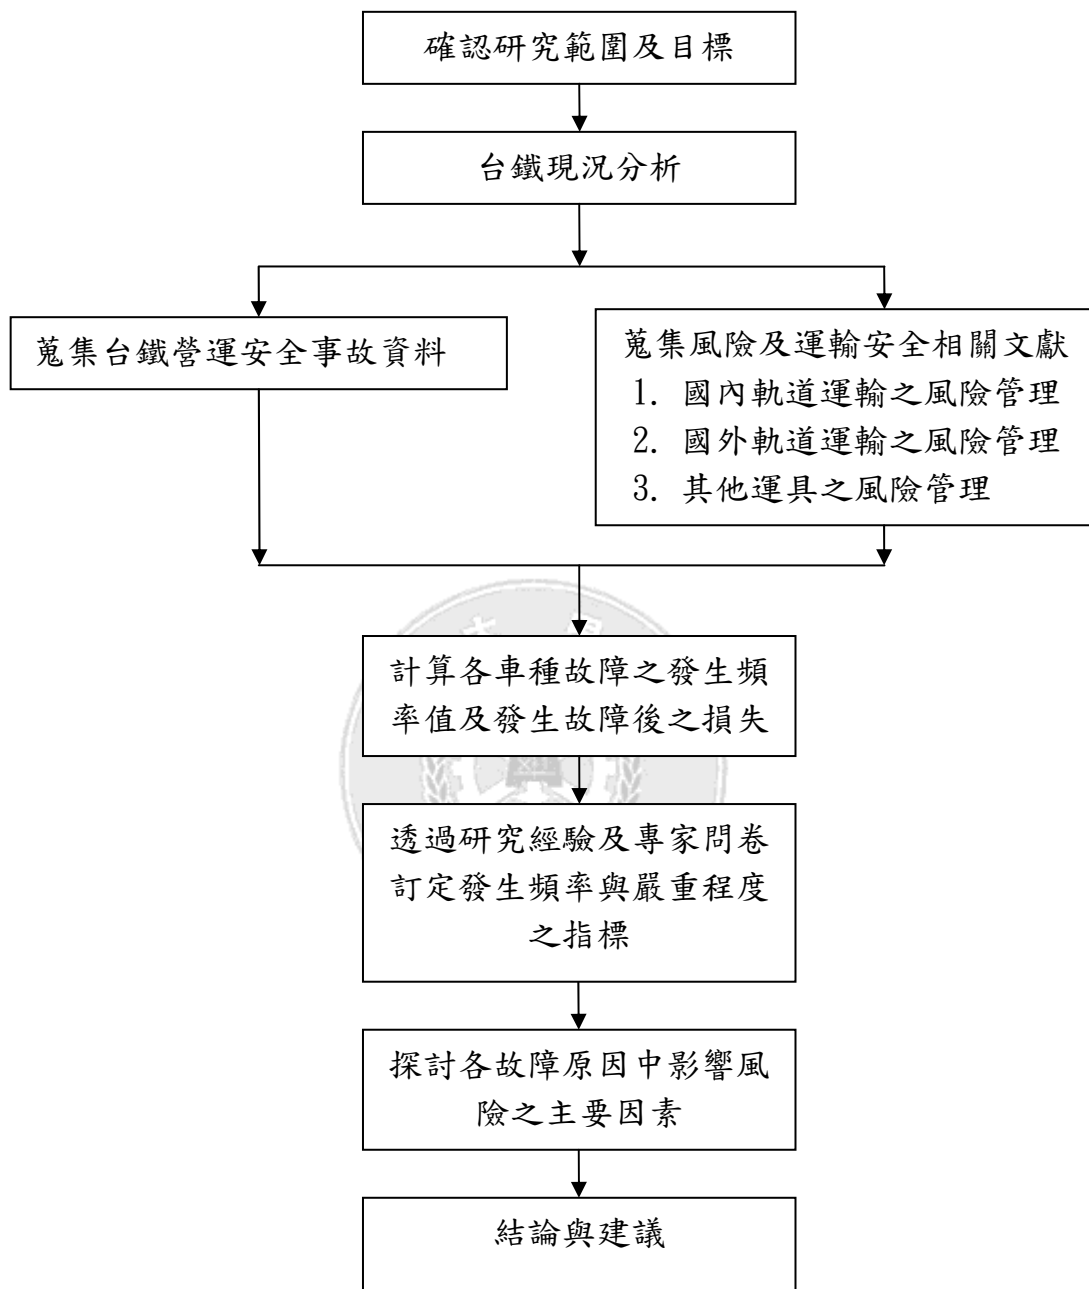 確認研究範圍及目標
台鐵現況分析
蒐集台鐵營運安全事故資料
蒐集風險及運輸安全相關文獻
1. 國內軌道運輸之風險管理
2. 國外軌道運輸之風險管理
3. 其他運具之風險管理
計算各車種故障之發生頻
率值及發生故障後之損失
透過研究經驗及專家問卷
訂定發生頻率與嚴重程度
之指標
探討各故障原因中影響風
險之主要因素
結論與建議